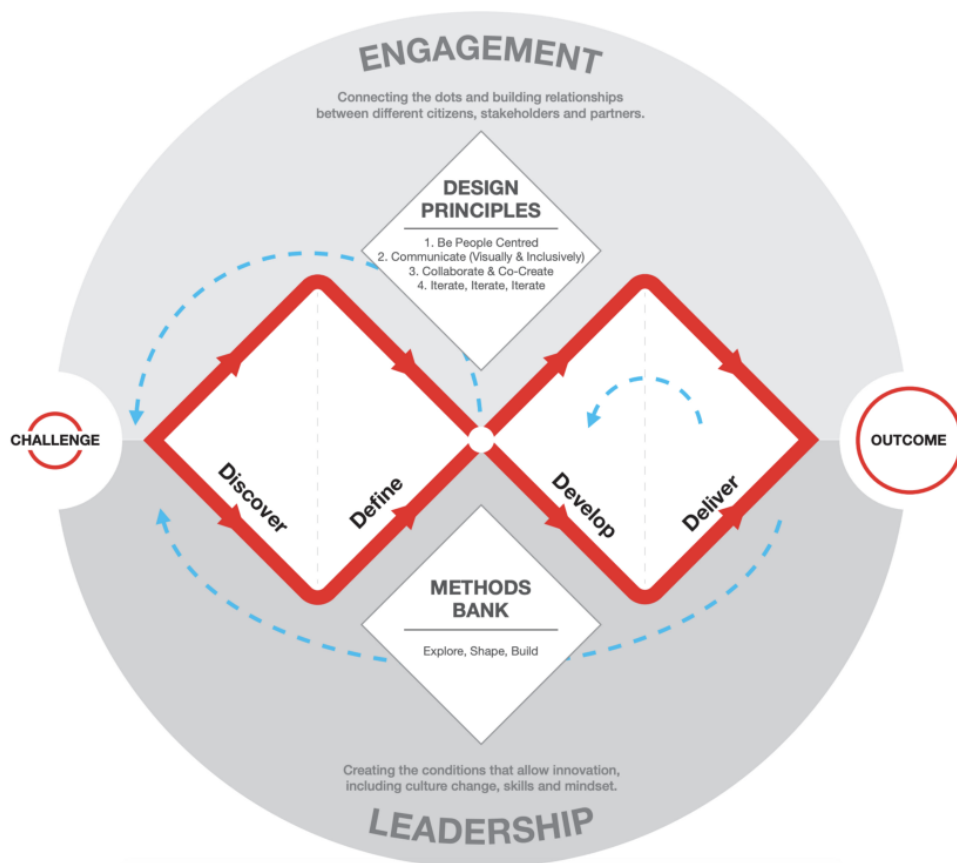 ENGAGEMENT
Connecting the dots and building relationships
between different citizens, stakeholders and partners.
DESIGN
PRINCIPLES
1. Be People Centred
2. Communicate (Visually & Inclusively)
3. Collaborate & Co-Create
4. Iterate, Iterate, Iterate
CHALLENGE
OUTCOME
Discover
Define
Develop
Deliver
METHODS
BANK
Explore, Shape, Build
Creating the conditions that allow innovation,
including culture change, skills and mindset.
LEADERSHIP